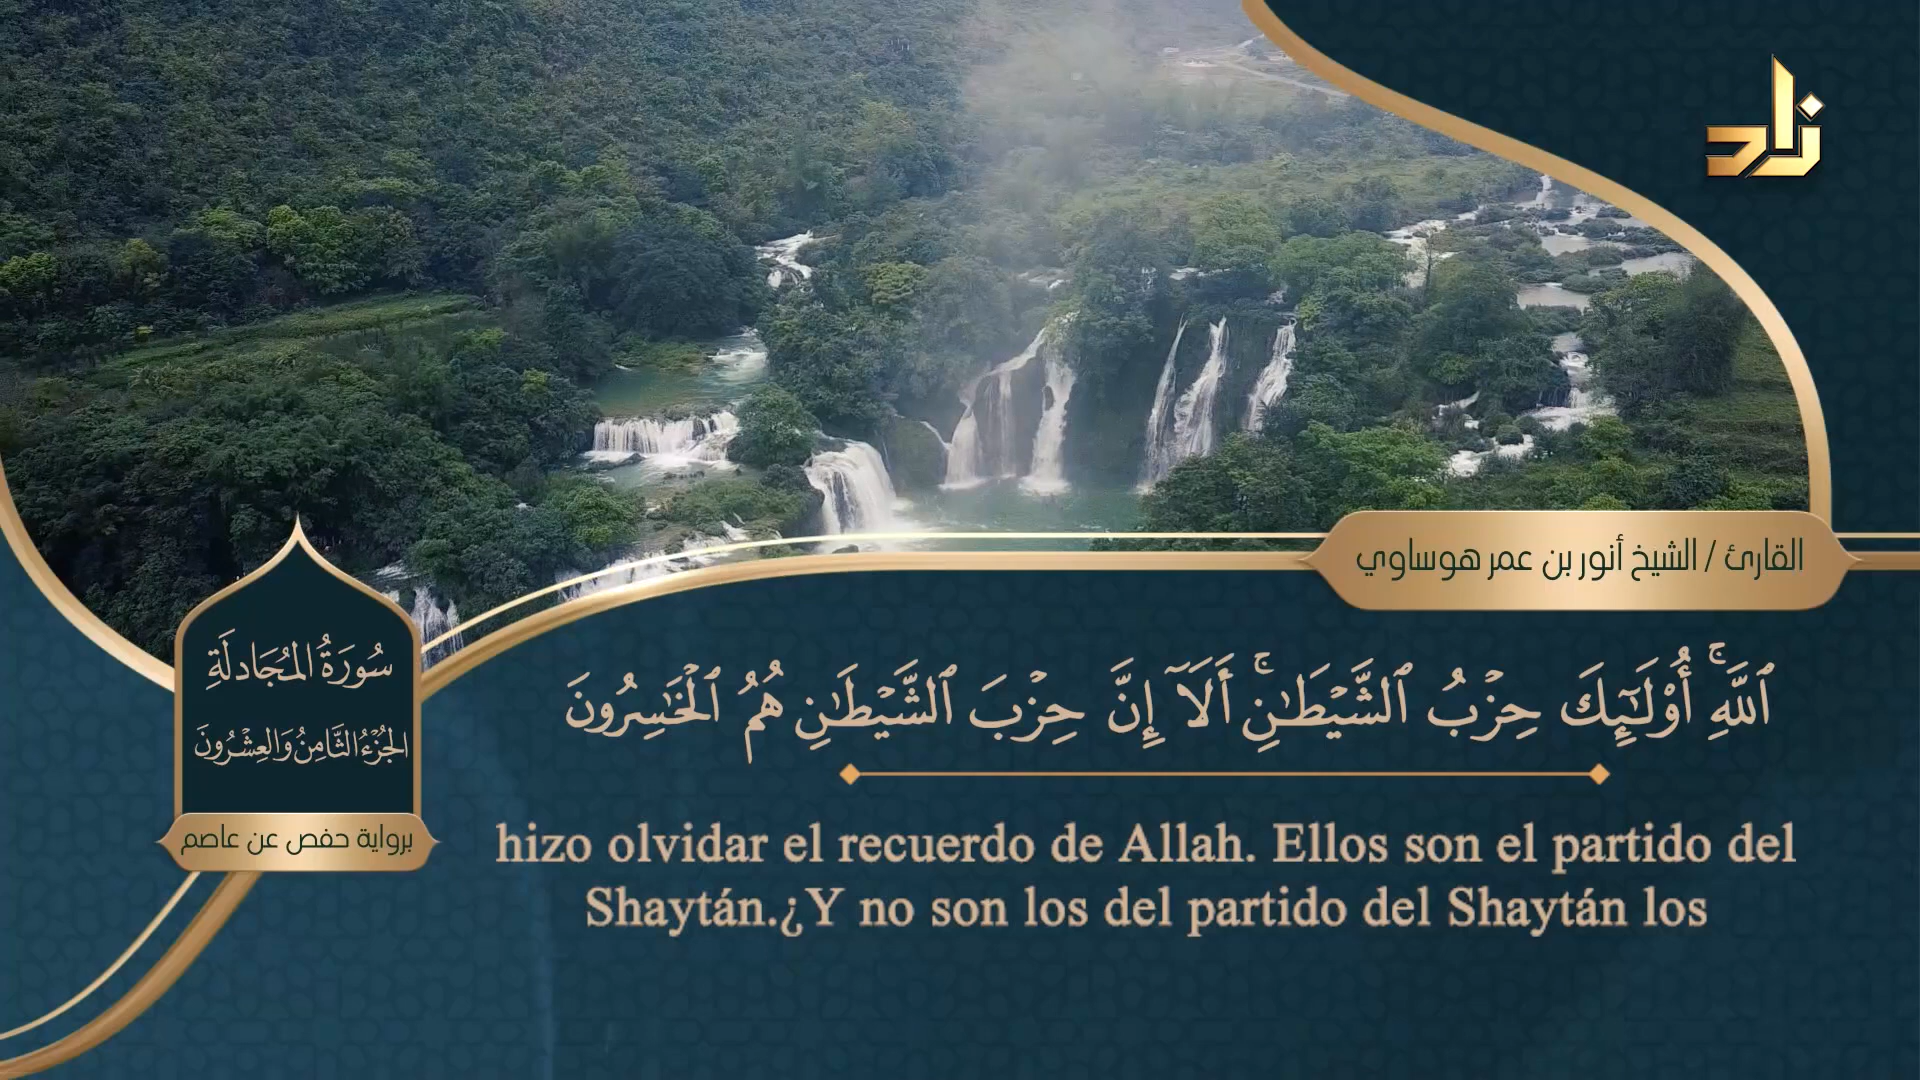 زاد
القارئ / الشيخ أنور بن عمر هوساوي
سُورَةُ المُجَادلَةِ
الجُزْءُ الثَّامِنُ وَالعِشْرُونَ
برواية حفص عن عاصم
ٱللَّهِۚ أُوْلَٰٓئِكَ حِزْبُ ٱلشَّيْطَٰنِۚ أَلَآ إِنَّ حِزْبَ ٱلشَّيْطَٰنِ هُمُ ٱلْخَٰسِرُونَ
hizo olvidar el recuerdo de Allah. Ellos son el partido del
Shaytán.¿Y no son los del partido del Shaytán los